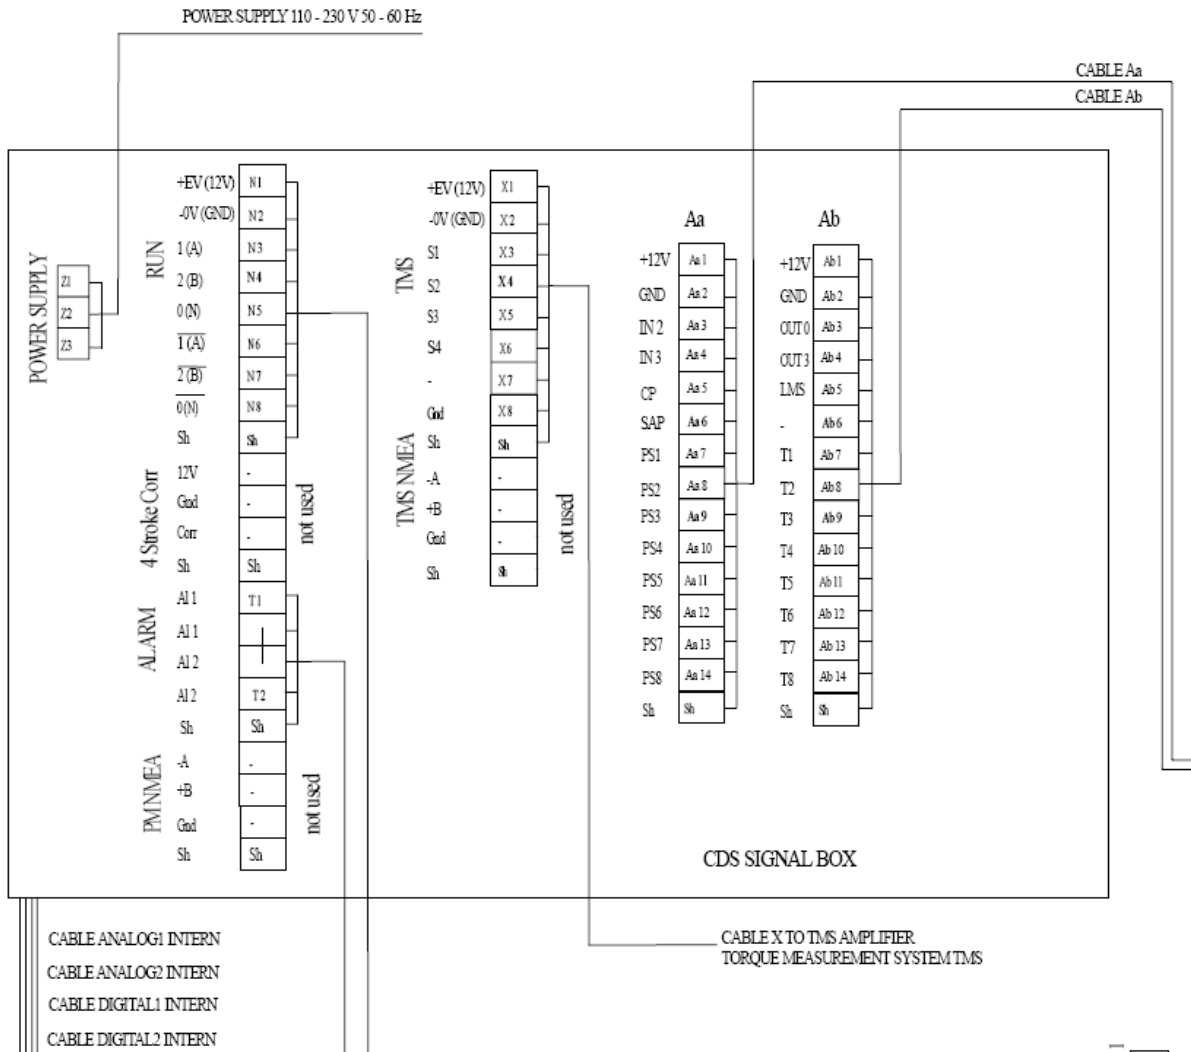 POWER SUPPLY 110 - 230 V 50 - 60 Hz
CABLE Aa
CABLE Ab
POWER SUPPLY
Z1
Z2
Z3
RUN
+EV (12V) N1
-0V (GND) N2
1 (A) N3
2 (B) N4
0 (N) N5
1 (A) N6
2 (B) N7
0(N) N8
Sh Sh
4 Stroke Corr
12V -
Gnd -
Corr -
Sh Sh
not used
ALARM
Al 1 T1
Al 1
Al 2
Al 2 T2
Sh Sh
PM NMEA
-A -
+B -
Gnd -
Sh Sh
not used
TMS
+EV (12V) X1
-0V (GND) X2
S1 X3
S2 X4
S3 X5
S4 X6
- X7
Gnd X8
Sh Sh
TMS NMEA
-A -
+B -
Gnd -
Sh Sh
not used
Aa
+12V Aa 1
GND Aa 2
IN 2 Aa 3
IN 3 Aa 4
CP Aa 5
SAP Aa 6
PS1 Aa 7
PS2 Aa 8
PS3 Aa 9
PS4 Aa 10
PS5 Aa 11
PS6 Aa 12
PS7 Aa 13
PS8 Aa 14
Sh Sh
Ab
+12V Ab 1
GND Ab 2
OUT 0 Ab 3
OUT 3 Ab 4
LMS Ab 5
- Ab 6
T1 Ab 7
T2 Ab 8
T3 Ab 9
T4 Ab 10
T5 Ab 11
T6 Ab 12
T7 Ab 13
T8 Ab 14
Sh Sh
CDS SIGNAL BOX
CABLE ANALOG1 INTERN
CABLE ANALOG2 INTERN
CABLE DIGITAL1 INTERN
CABLE DIGITAL2 INTERN
CABLE X TO TMS AMPLIFIER
TORQUE MEASUREMENT SYSTEM TMS